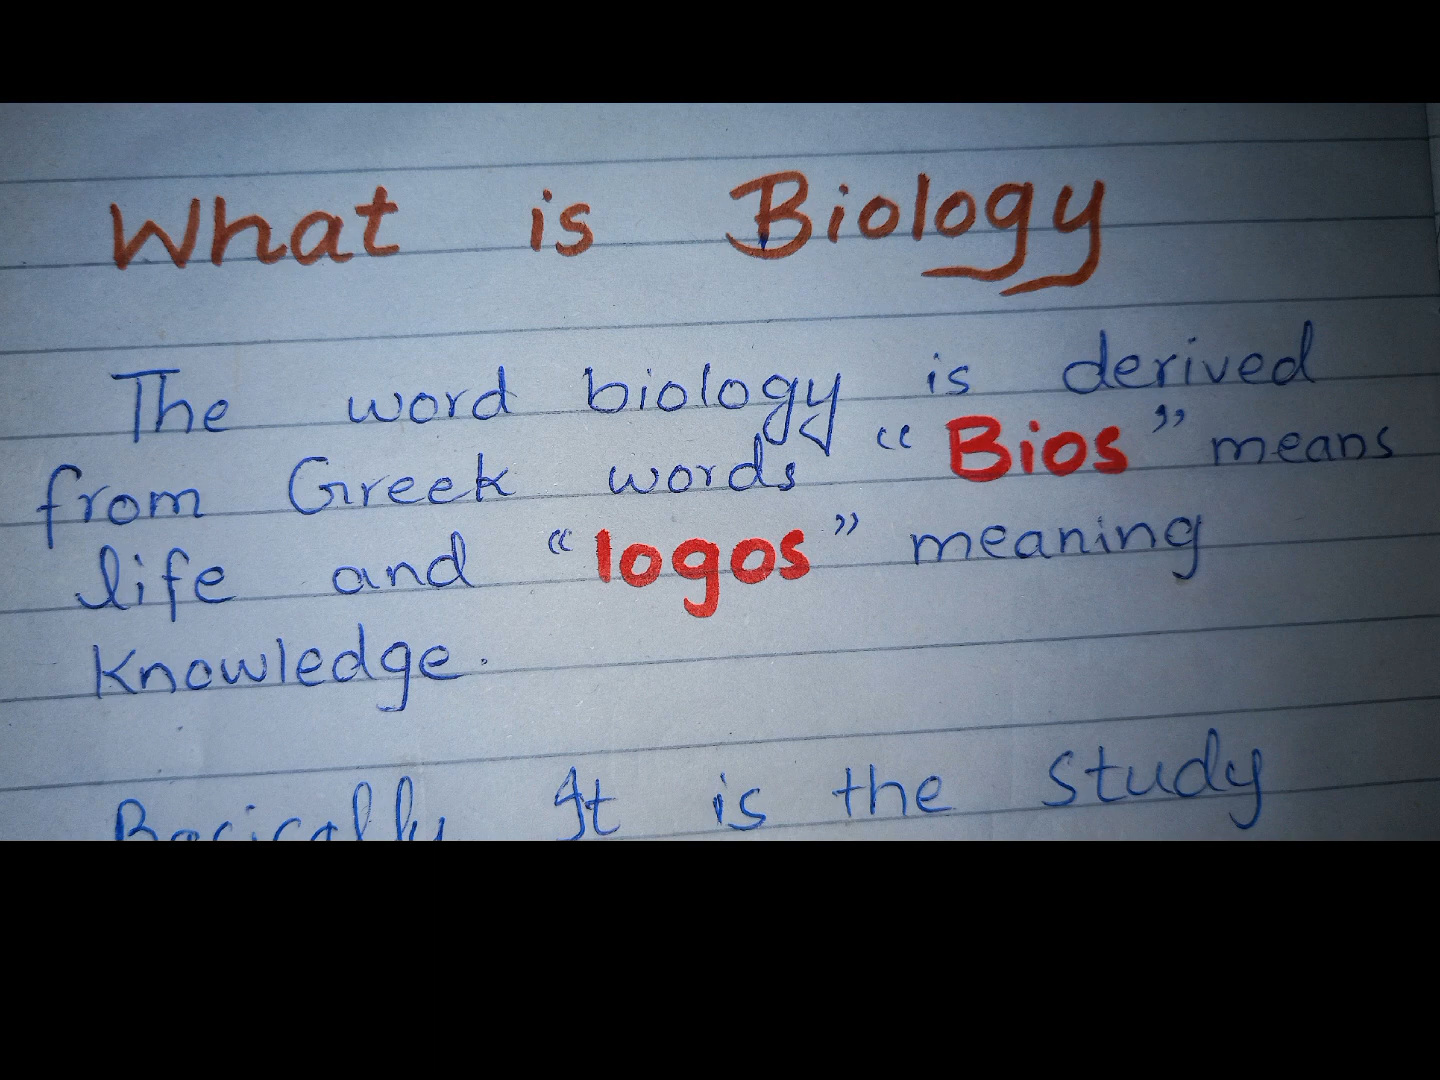 What is Biology
The word biology is derived
from Greek words “Bios” means
life and “logos” meaning
Knowledge.
Basically It is the study